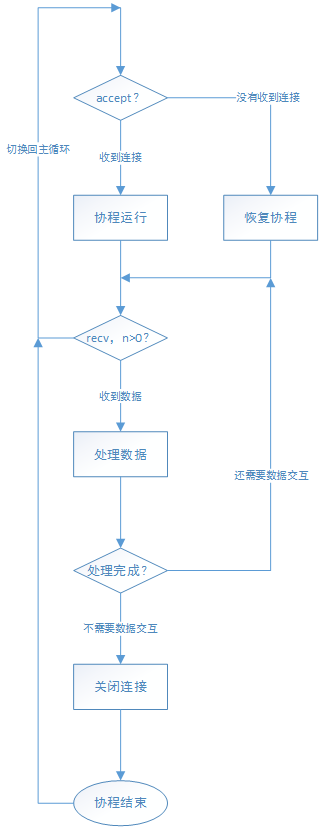 accept？
没有收到连接
切换回主循环
收到连接
协程运行
恢复协程
recv，n>0？
收到数据
处理数据
还需要数据交互
处理完成？
不需要数据交互
关闭连接
协程结束